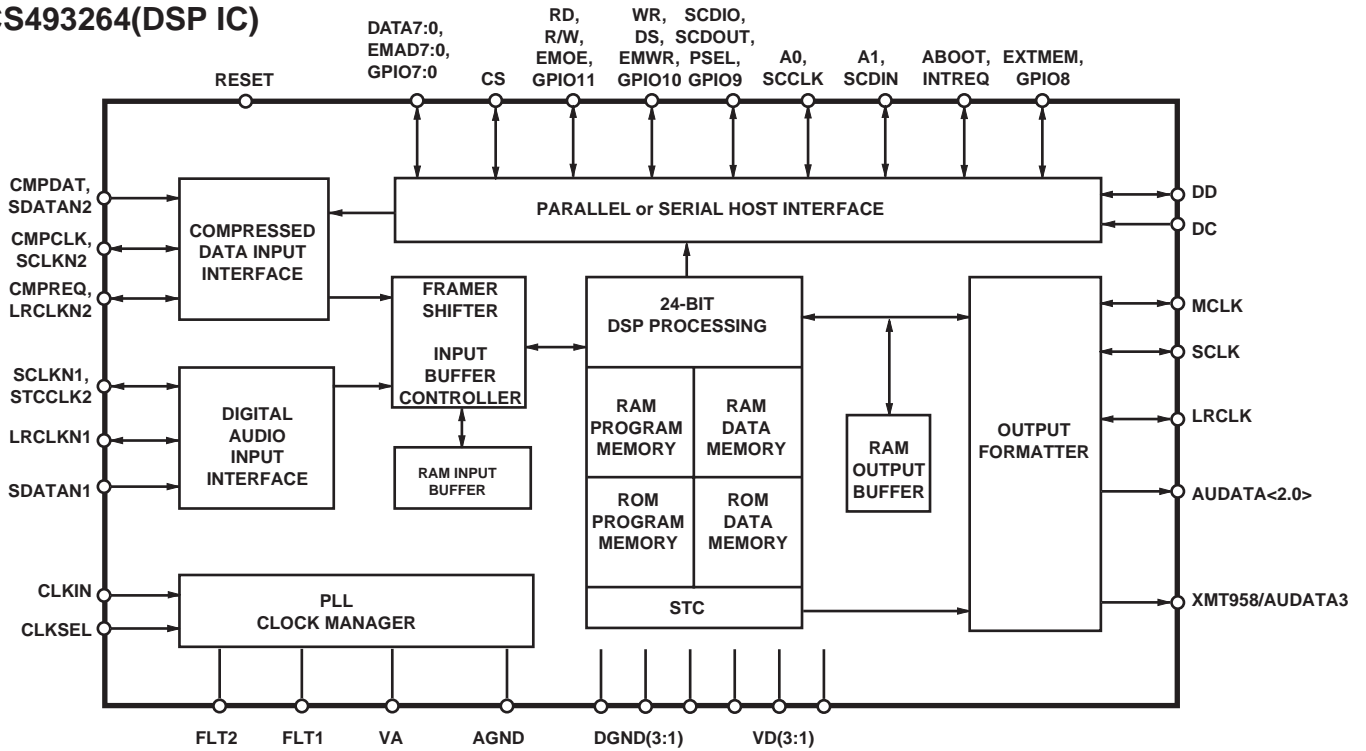 CS493264(DSP IC)
DATA7:0,
EMAD7:0,
GPIO7:0
RD,
R/W,
EMOE,
GPIO11
WR,
DS,
EMWR,
GPIO10
SCDIO,
SCDOUT,
PSEL,
GPIO9
A0,
SCCLK
A1,
SCDIN
ABOOT,
INTREQ
EXTMEM,
GPIO8
RESET
CS
CMPDAT,
SDATAN2
CMPCLK,
SCLKN2
CMPREQ,
LRCLKN2
COMPRESSED
DATA INPUT
INTERFACE
PARALLEL or SERIAL HOST INTERFACE
DD
DC
FRAMER
SHIFTER
INPUT
BUFFER
CONTROLLER
24-BIT
DSP PROCESSING
MCLK
SCLK
LRCLK
AUDATA<2.0>
XMT958/AUDATA3
SCLKN1,
STCCLK2
LRCLKN1
SDATAN1
DIGITAL
AUDIO
INPUT
INTERFACE
RAM INPUT
BUFFER
RAM
PROGRAM
MEMORY
RAM
DATA
MEMORY
ROM
PROGRAM
MEMORY
ROM
DATA
MEMORY
STC
RAM
OUTPUT
BUFFER
OUTPUT
FORMATTER
CLKIN
CLKSEL
PLL
CLOCK MANAGER
FLT2
FLT1
VA
AGND
DGND(3:1)
VD(3:1)